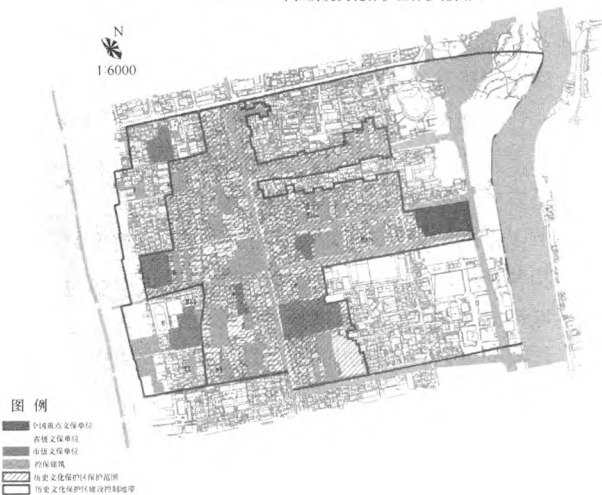 N
1:6000
图 例
全国重点文保单位
省级文保单位
市级文保单位
控保建筑
历史文化保护区保护范围
历史文化保护区建设控制地带